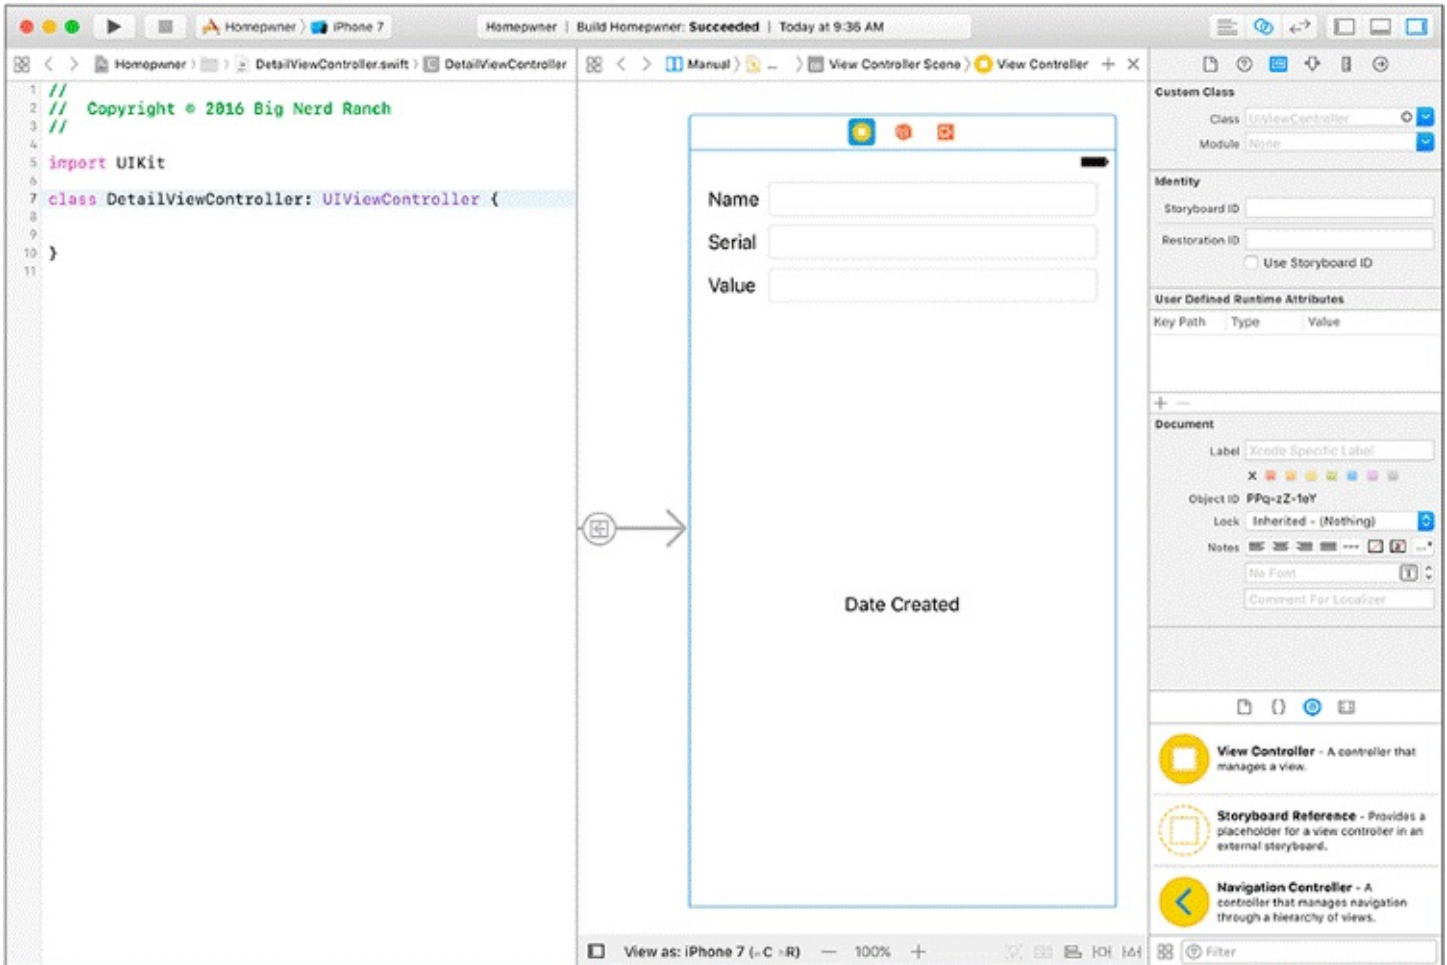 Homepwner 〉 iPhone 7
Homepwner | Build Homepwner: Succeeded | Today at 9:36 AM
Homepwner 〉 〉 DetailViewController.swift 〉 DetailViewController
Manual 〉 ... 〉 View Controller Scene 〉 View Controller
1 //
2 // Copyright © 2016 Big Nerd Ranch
3 //
4
5 import UIKit
6
7 class DetailViewController: UIViewController {
8
9
10 }
11
Name
Serial
Value
Date Created
View as: iPhone 7 (wC hR) — 100% +
Custom Class
Class UIViewController
Module None
Identity
Storyboard ID
Restoration ID
Use Storyboard ID
User Defined Runtime Attributes
Key Path Type Value
Document
Label Xcode Specific Label
Object ID PPq-zZ-1eY
Lock Inherited - (Nothing)
Notes
No Font
Comment For Localizer
View Controller - A controller that
manages a view.
Storyboard Reference - Provides a
placeholder for a view controller in an
external storyboard.
Navigation Controller - A
controller that manages navigation
through a hierarchy of views.
Filter